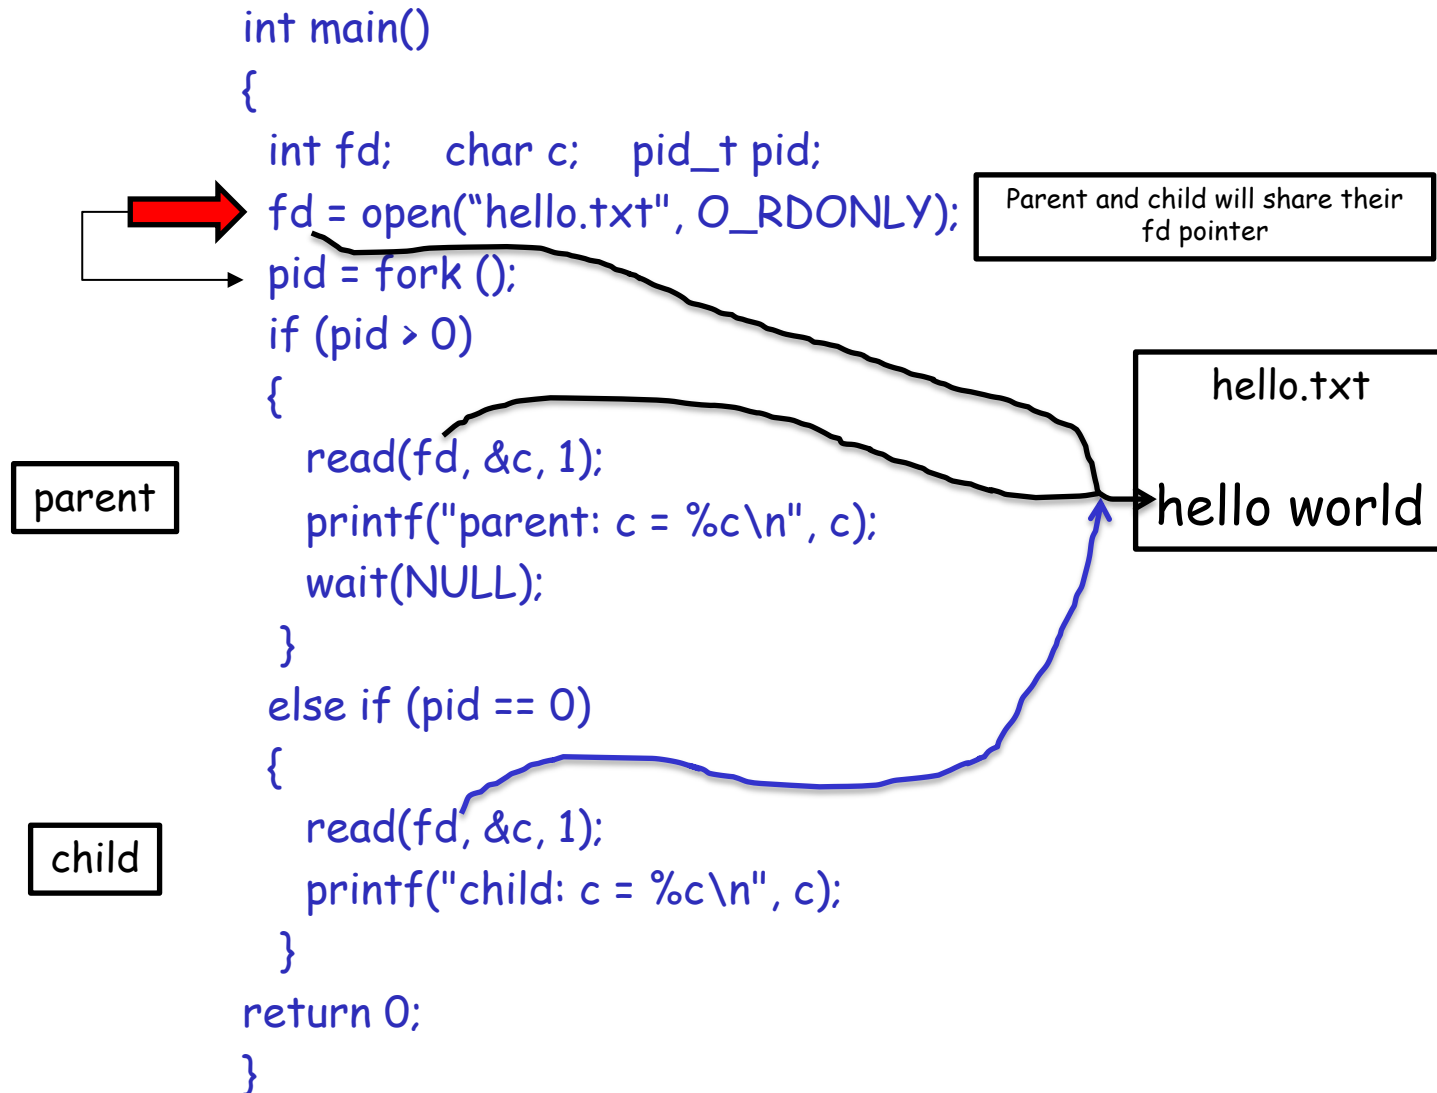 int main()
{
int fd; char c; pid_t pid;
fd = open(“hello.txt", O_RDONLY);
Parent and child will share their
fd pointer
pid = fork ();
if (pid > 0)
{
hello.txt
read(fd, &c, 1);
parent
hello world
printf("parent: c = %c\n", c);
wait(NULL);
}
else if (pid == 0)
{
read(fd, &c, 1);
child
printf("child: c = %c\n", c);
}
return 0;
}